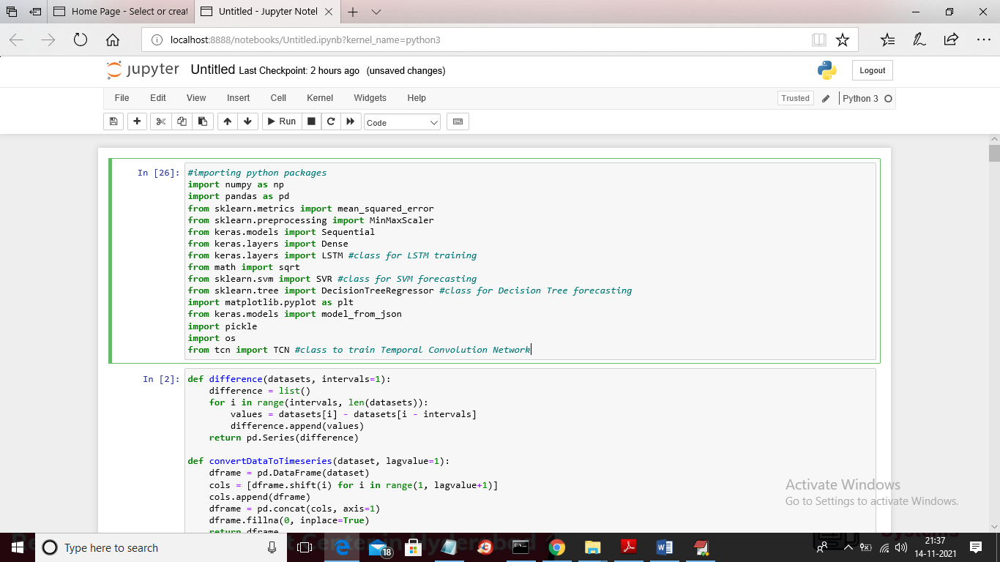 Home Page - Select or creat
Untitled - Jupyter Notel
localhost:8888/notebooks/Untitled.ipynb?kernel_name=python3
jupyter Untitled Last Checkpoint: 2 hours ago (unsaved changes)
Logout
File Edit View Insert Cell Kernel Widgets Help
Trusted Python 3
Run Code
In [26]:
#importing python packages
import numpy as np
import pandas as pd
from sklearn.metrics import mean_squared_error
from sklearn.preprocessing import MinMaxScaler
from keras.models import Sequential
from keras.layers import Dense
from keras.layers import LSTM #class for LSTM training
from math import sqrt
from sklearn.svm import SVR #class for SVM forecasting
from sklearn.tree import DecisionTreeRegressor #class for Decision Tree forecasting
import matplotlib.pyplot as plt
from keras.models import model_from_json
import pickle
import os
from tcn import TCN #class to train Temporal Convolution Network
In [2]:
def difference(datasets, intervals=1):
    difference = list()
    for i in range(intervals, len(datasets)):
        values = datasets[i] - datasets[i - intervals]
        difference.append(values)
    return pd.Series(difference)
def convertDataToTimeseries(dataset, lagvalue=1):
    dframe = pd.DataFrame(dataset)
    cols = [dframe.shift(i) for i in range(1, lagvalue+1)]
    cols.append(dframe)
    dframe = pd.concat(cols, axis=1)
    dframe.fillna(0, inplace=True)
    return dframe
Activate Windows
Go to Settings to activate Windows.
Type here to search
18
21:37
14-11-2021